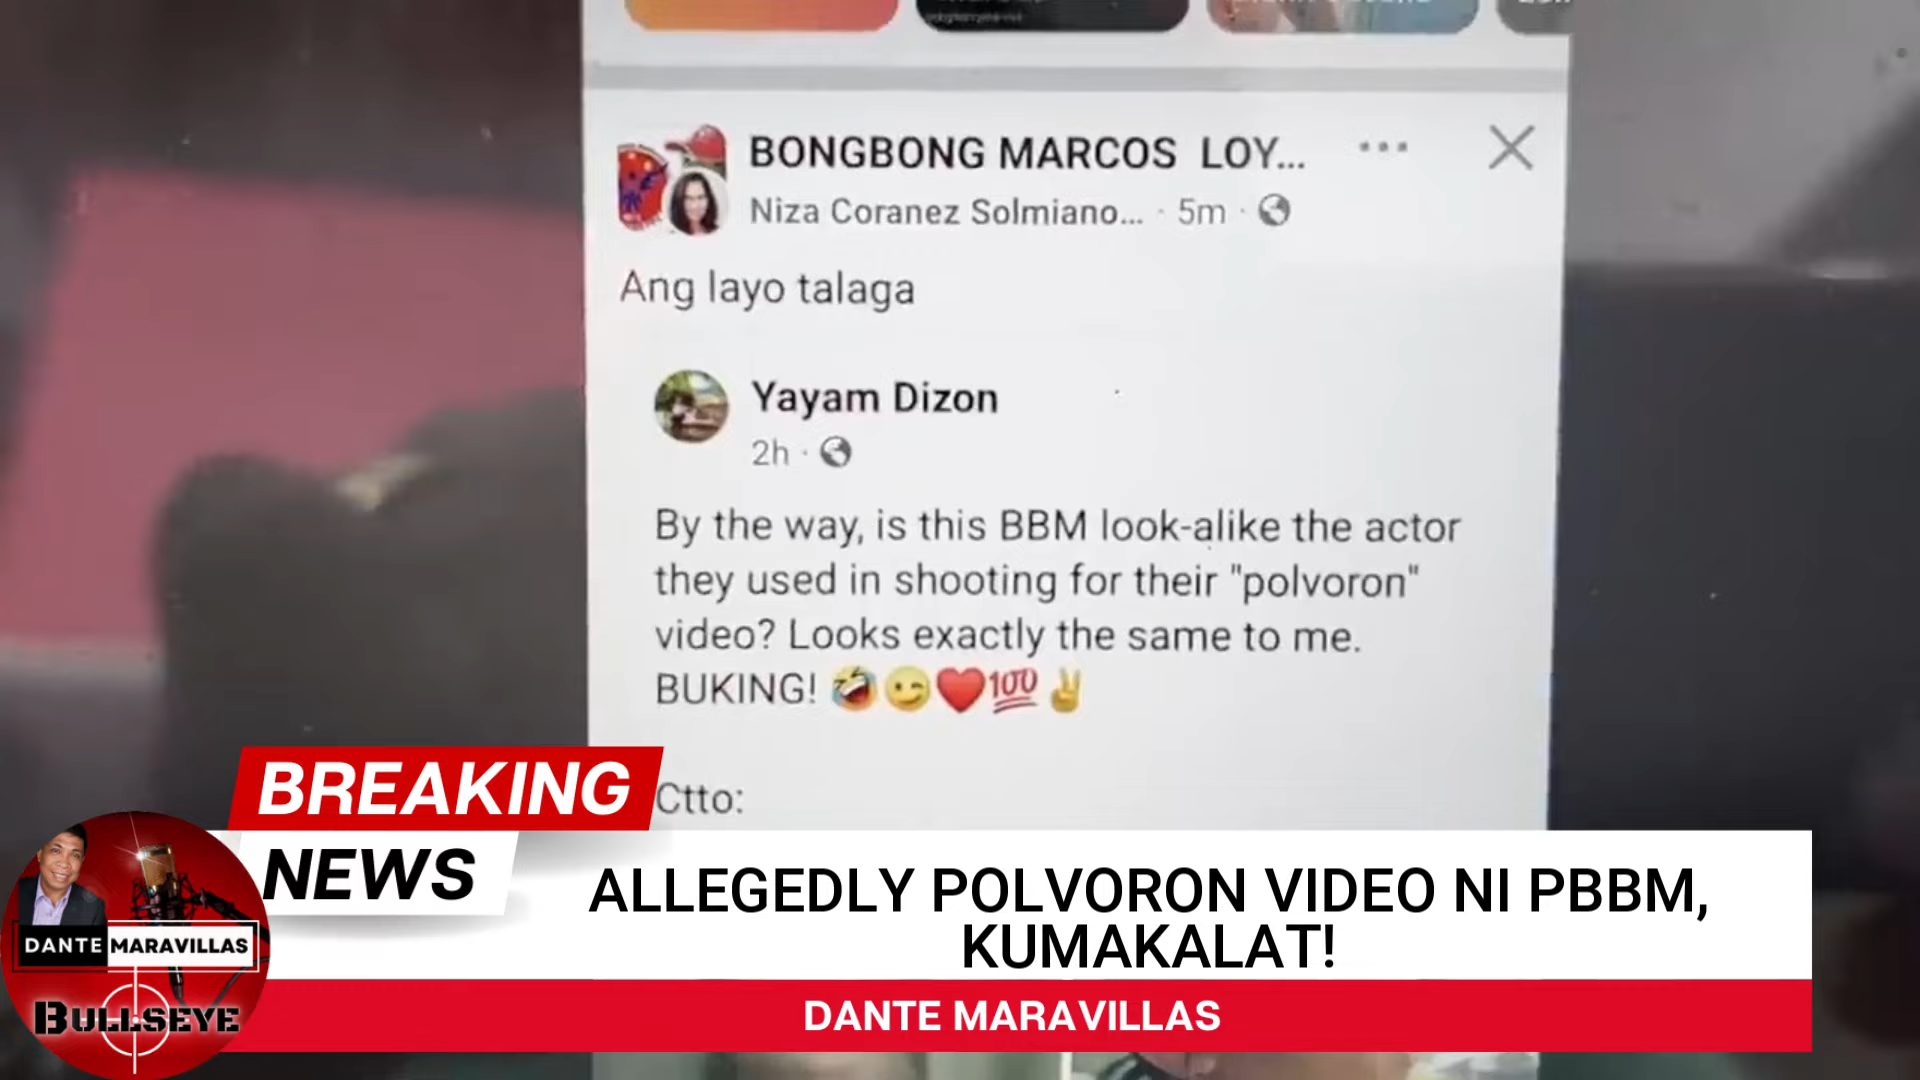 BONGBONG MARCOS LOY...
Niza Coranez Solmiano... · 5m ·
Ang layo talaga
Yayam Dizon
2h ·
By the way, is this BBM look-alike the actor
they used in shooting for their "polvoron"
video? Looks exactly the same to me.
BUKING! 🤣😉❤️💯✌️
Ctto:
BREAKING
NEWS
ALLEGEDLY POLVORON VIDEO NI PBBM,
KUMAKALAT!
DANTE MARAVILLAS
DANTE MARAVILLAS
BULLSEYE